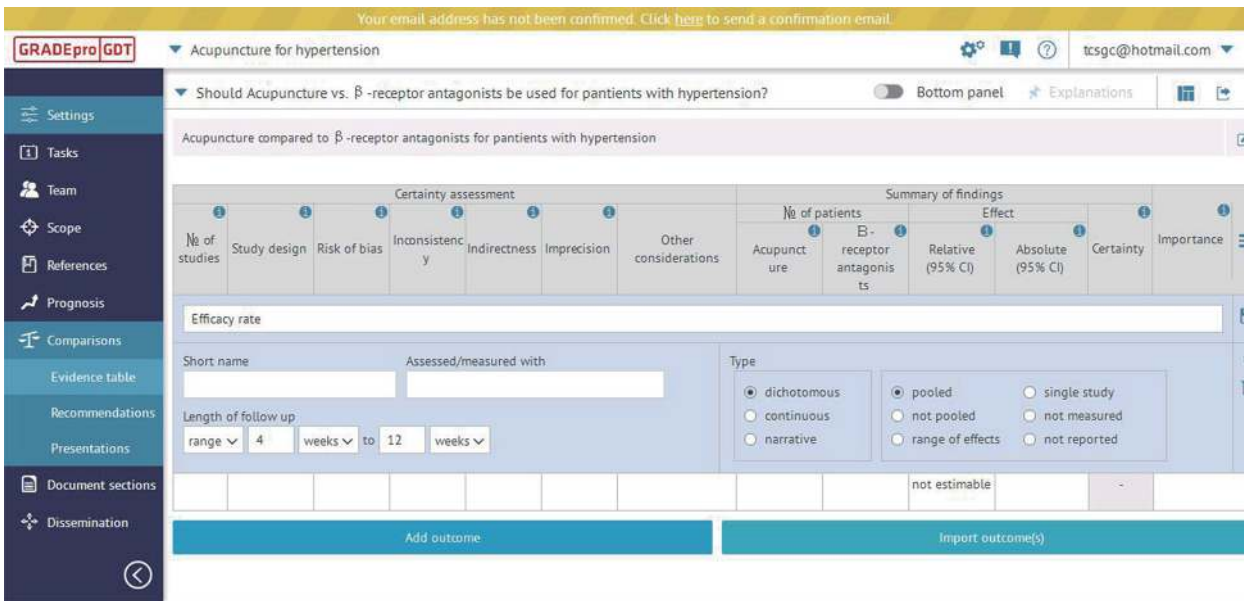 Your email address has not been confirmed. Click here to send a confirmation email.
GRADEpro GDT
Acupuncture for hypertension
tcsgc@hotmail.com
Should Acupuncture vs. β -receptor antagonists be used for pantients with hypertension?
Bottom panel
Explanations
Settings
Tasks
Team
Scope
References
Prognosis
Comparisons
Evidence table
Recommendations
Presentations
Document sections
Dissemination
Acupuncture compared to β -receptor antagonists for pantients with hypertension
Certainty assessment
Summary of findings
№ of patients
Effect
№ of
studies
Study design
Risk of bias
Inconsistenc
y
Indirectness
Imprecision
Other
considerations
Acupunct
ure
B-
receptor
antagonis
ts
Relative
(95% CI)
Absolute
(95% CI)
Certainty
Importance
Efficacy rate
Short name
Assessed/measured with
Length of follow up
range 4 weeks to 12 weeks
Type
dichotomous
continuous
narrative
pooled
not pooled
range of effects
single study
not measured
not reported
not estimable
-
Add outcome
Import outcome(s)